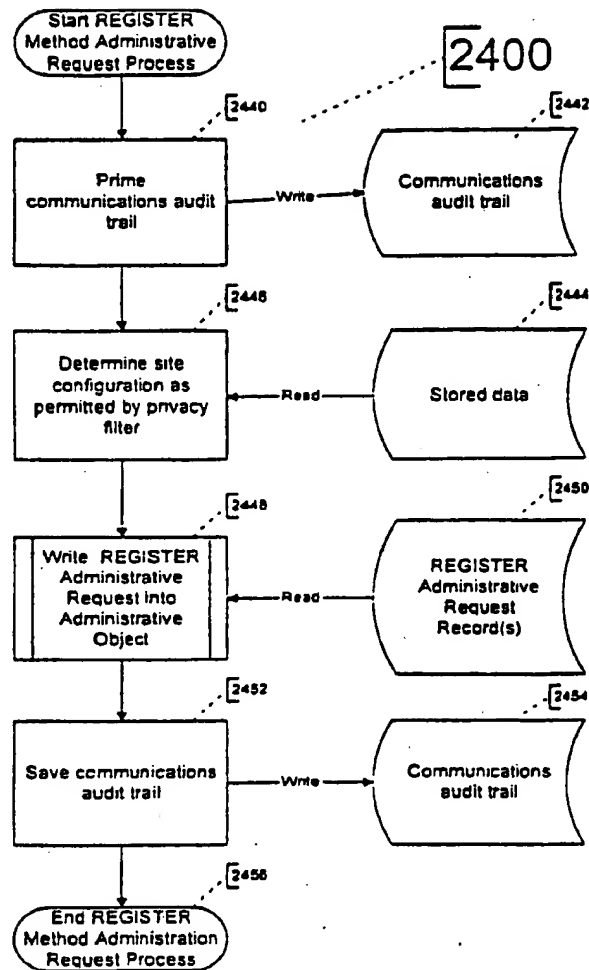 Start REGISTER
Method Administrative
Request Process
2400
2440
2442
Prime
communications audit
trail
Write
Communications
audit trail
2446
2444
Determine site
configuration as
permitted by privacy
filter
Read
Stored data
2448
2450
Write REGISTER
Administrative
Request into
Administrative
Object
Read
REGISTER
Administrative
Request
Record(s)
2452
2454
Save communications
audit trail
Write
Communications
audit trail
2456
End REGISTER
Method Administration
Request Process